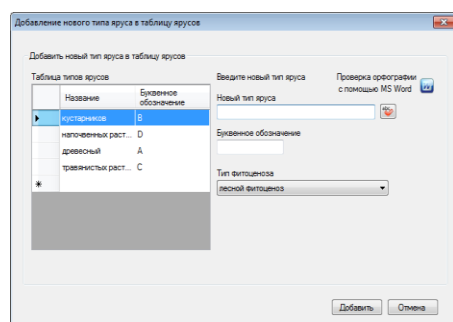 Добавление нового типа яруса в таблицу ярусов
Добавить новый тип яруса в таблицу ярусов
Таблица типов ярусов
Название Буквенное обозначение
кустарников B
напочвенных раст... D
древесный A
травянистых раст... C
Введите новый тип яруса
Проверка орфографии
с помощью MS Word
Новый тип яруса
Буквенное обозначение
Тип фитоценоза
лесной фитоценоз
Добавить Отмена